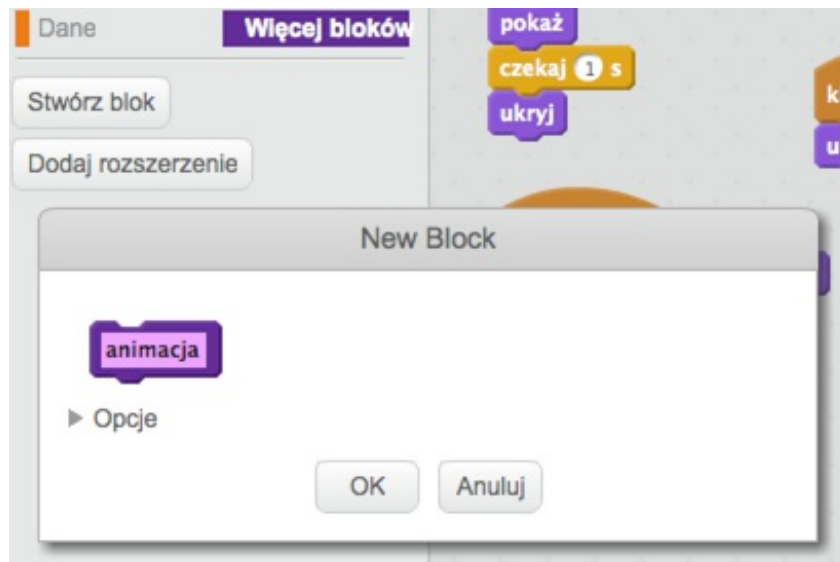 Dane
Więcej bloków
Stwórz blok
Dodaj rozszerzenie
pokaż
czekaj 1 s
ukryj
k
u
New Block
animacja
Opcje
OK
Anuluj